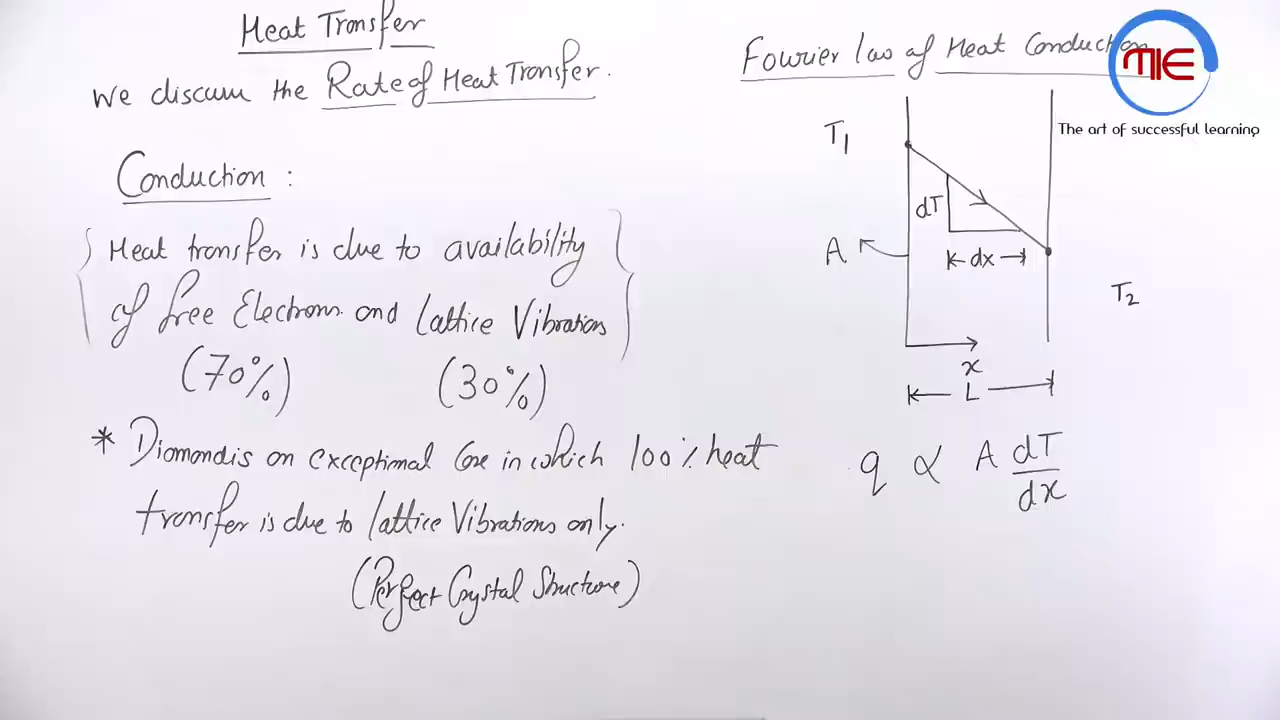 Heat Transfer
We discuss the Rate of Heat Transfer.
Conduction :
Heat transfer is due to availability
of free Electrons and Lattice Vibrations
(70%) (30%)
* Diamond is an exceptional Case in which 100% heat
transfer is due to lattice Vibrations only.
(Perfect Crystal Structure)
Fourier law of Heat Conduction
MIE
The art of successful learning
T1
dT
A
dx
T2
x
L
q ∝ A dT/dx